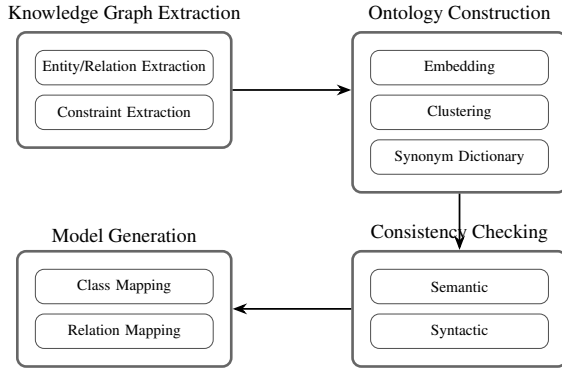 Knowledge Graph Extraction
Entity/Relation Extraction
Constraint Extraction
Ontology Construction
Embedding
Clustering
Synonym Dictionary
Consistency Checking
Semantic
Syntactic
Model Generation
Class Mapping
Relation Mapping